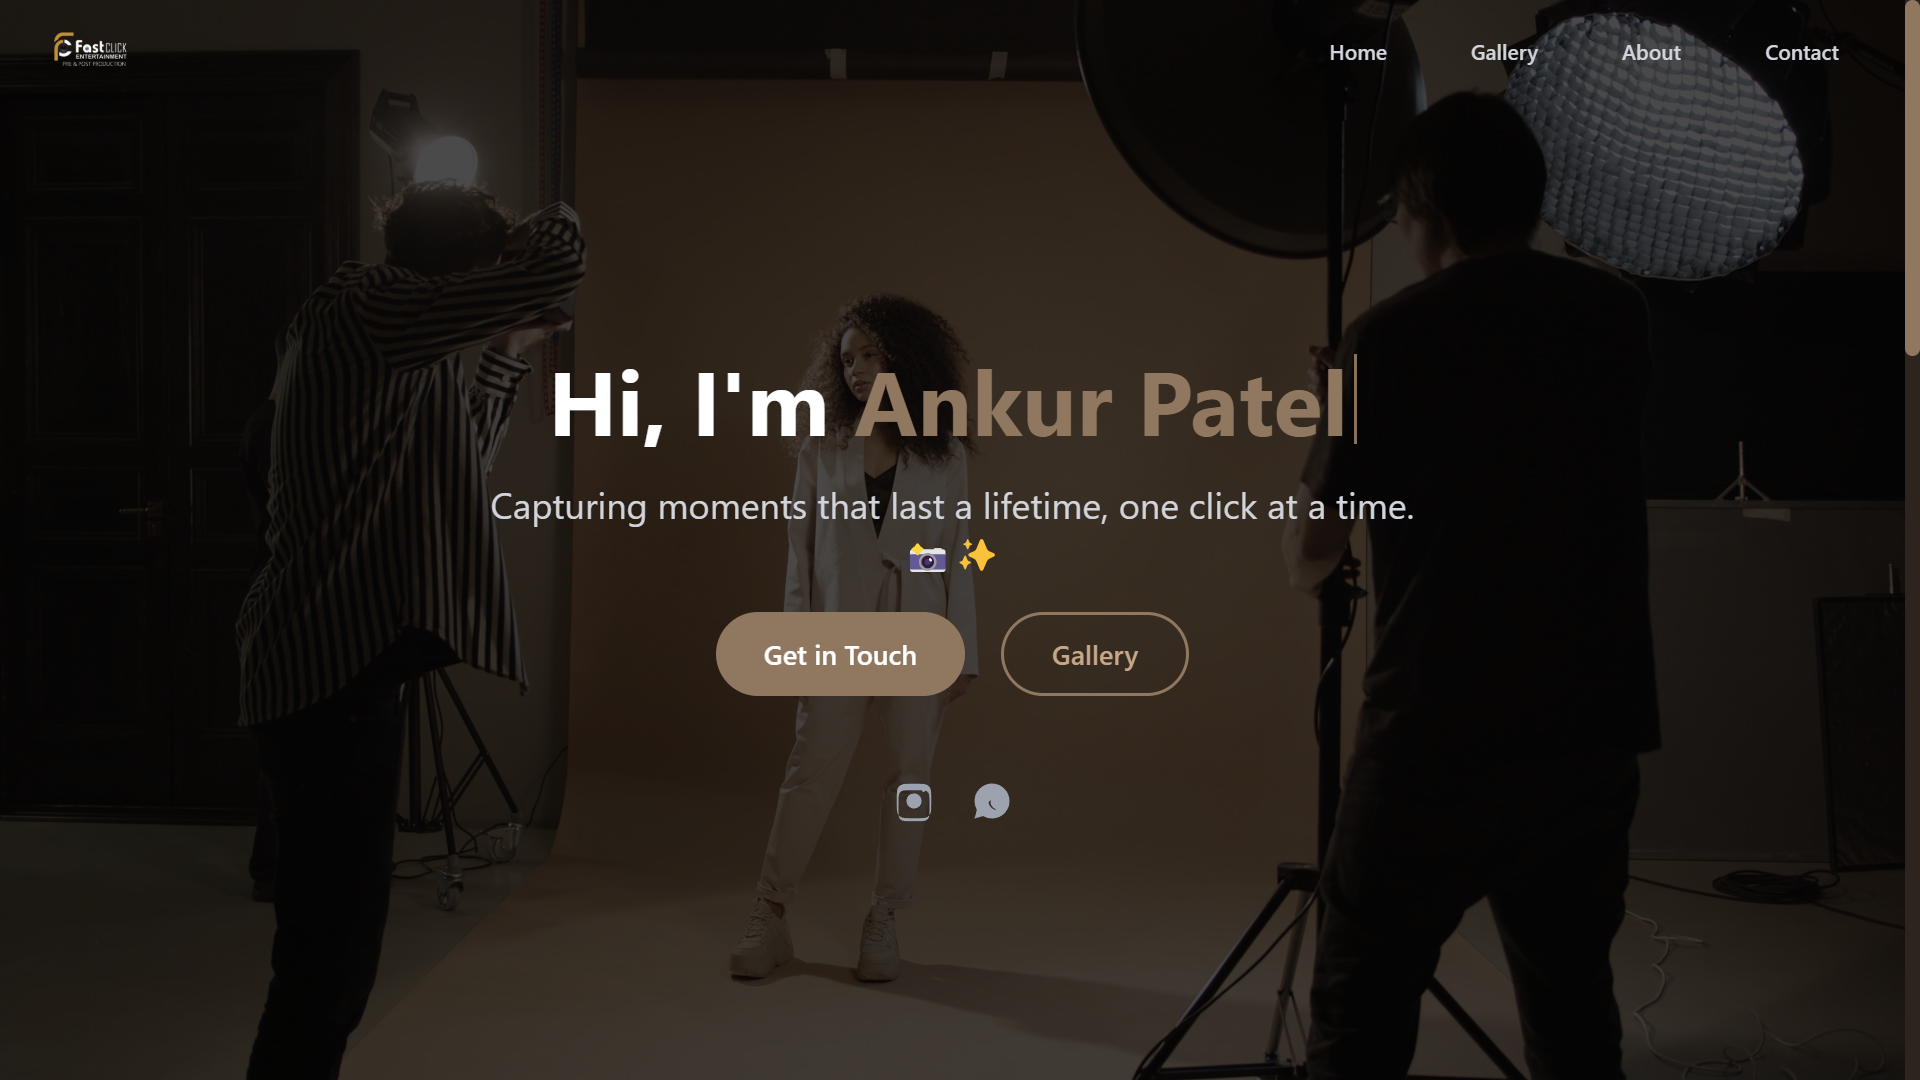 FastCLICK
ENTERTAINMENT
PRE & POST PRODUCTION
Home
Gallery
About
Contact
Hi, I'm Ankur Patel
Capturing moments that last a lifetime, one click at a time.
📸 ✨
Get in Touch
Gallery